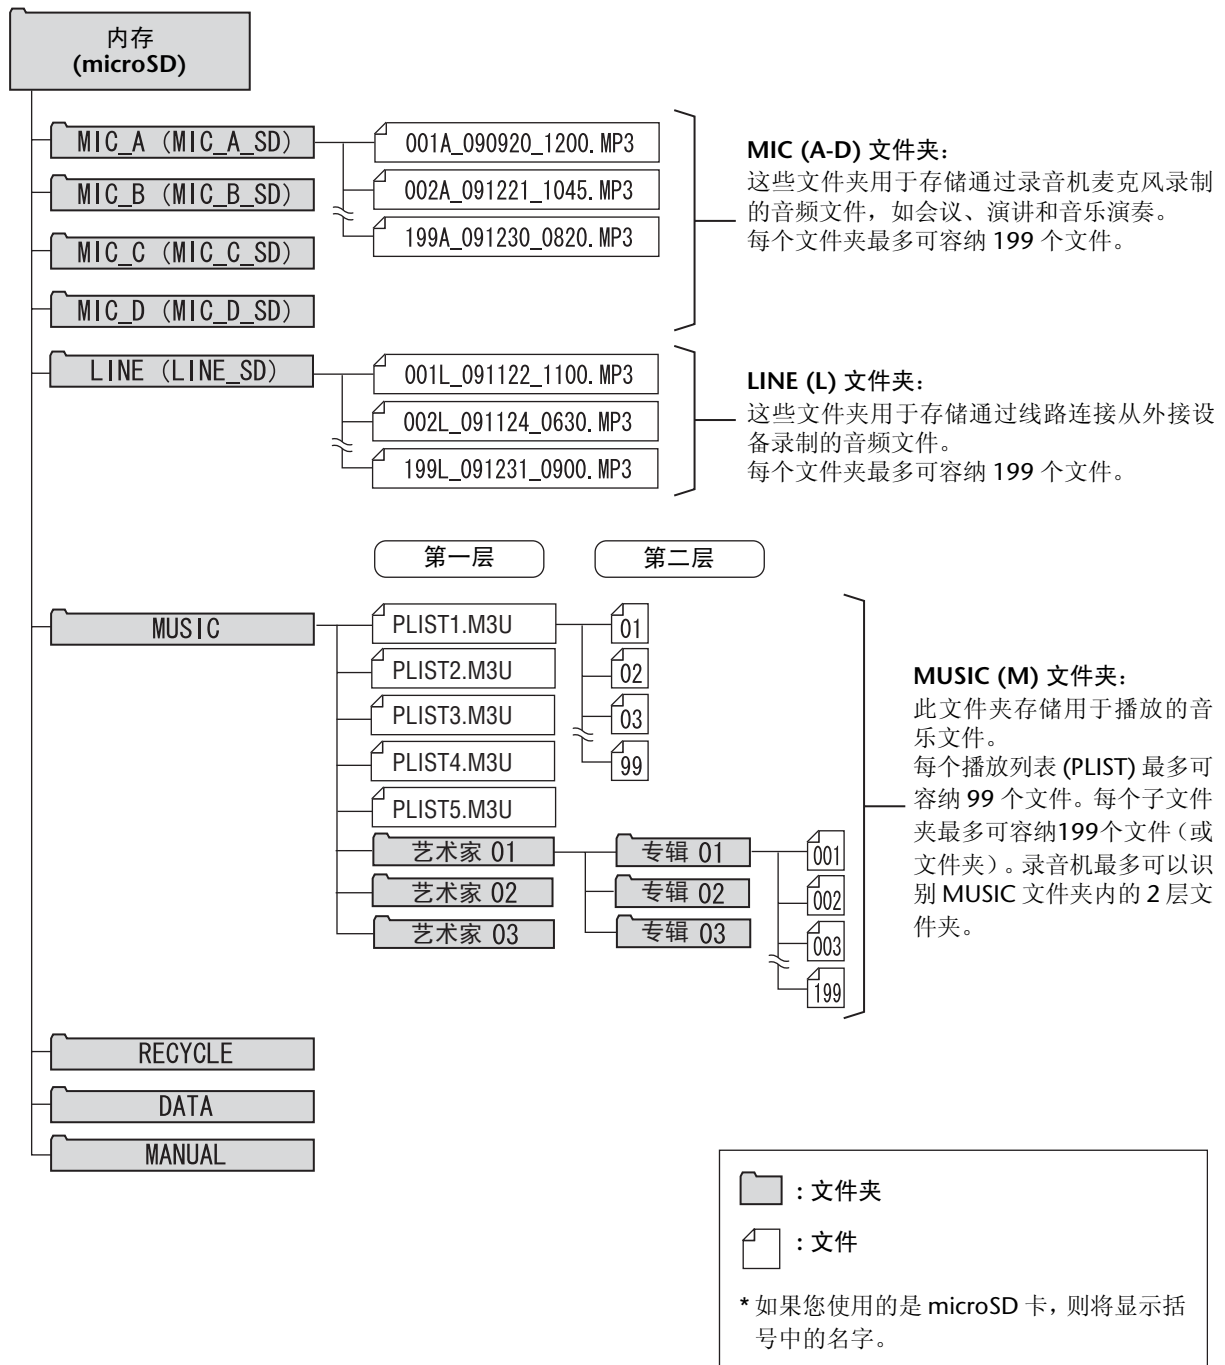 内存
(microSD)
MIC_A (MIC_A_SD)
001A_090920_1200.MP3
MIC_B (MIC_B_SD)
002A_091221_1045.MP3
MIC_C (MIC_C_SD)
199A_091230_0820.MP3
MIC_D (MIC_D_SD)
MIC (A-D) 文件夹：
这些文件夹用于存储通过录音机麦克风录制
的音频文件，如会议、演讲和音乐演奏。
每个文件夹最多可容纳 199 个文件。
LINE (LINE_SD)
001L_091122_1100.MP3
002L_091124_0630.MP3
199L_091231_0900.MP3
LINE (L) 文件夹：
这些文件夹用于存储通过线路连接从外接设
备录制的音频文件。
每个文件夹最多可容纳 199 个文件。
第一层
第二层
MUSIC
PLIST1.M3U
01
PLIST2.M3U
02
PLIST3.M3U
03
PLIST4.M3U
99
PLIST5.M3U
艺术家 01
专辑 01
001
艺术家 02
专辑 02
002
艺术家 03
专辑 03
003
199
MUSIC (M) 文件夹：
此文件夹存储用于播放的音
乐文件。
每个播放列表 (PLIST) 最多可
容纳 99 个文件。每个子文件
夹最多可容纳199个文件（或
文件夹）。录音机最多可以识
别 MUSIC 文件夹内的 2 层文
件夹。
RECYCLE
DATA
MANUAL
：文件夹
：文件
* 如果您使用的是 microSD 卡，则将显示括
号中的名字。